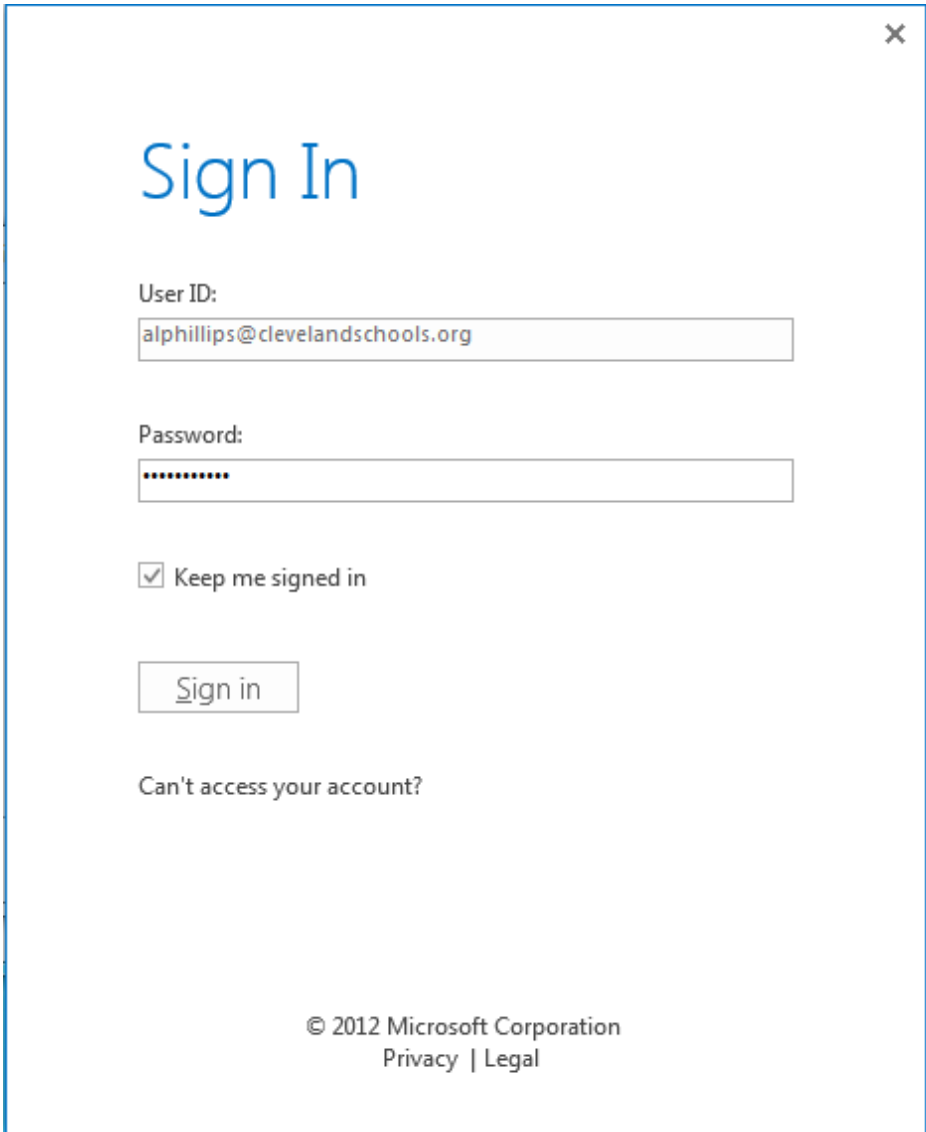 Sign In
User ID:
alphillips@clevelandschools.org
Password:
•••••••••••
Keep me signed in
Sign in
Can't access your account?
© 2012 Microsoft Corporation
Privacy | Legal